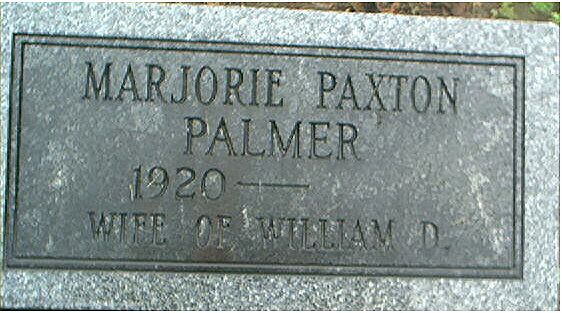 MARJORIE PAXTON
PALMER
1920 —
WIFE OF WILLIAM D.